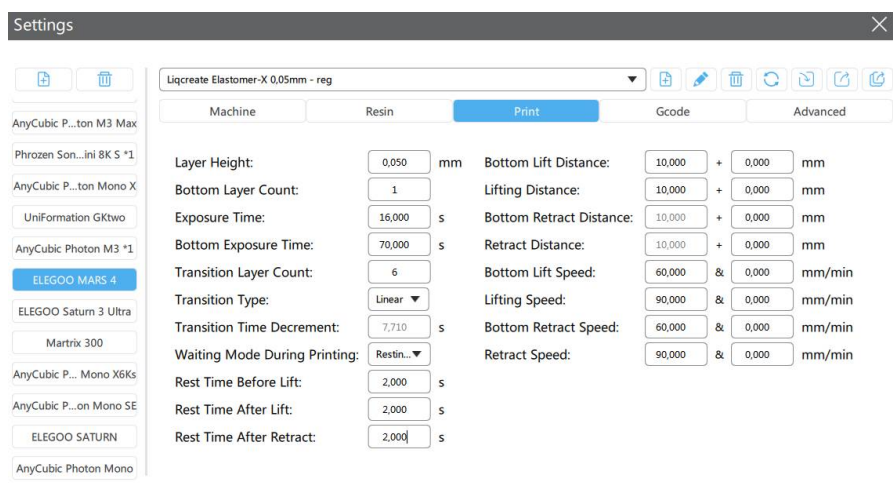 Settings
Liqcreate Elastomer-X 0,05mm - reg
Machine Resin Print Gcode Advanced
AnyCubic P...ton M3 Max
Phrozen Son...ini 8K S *1
AnyCubic P...ton Mono X
UniFormation GKtwo
AnyCubic Photon M3 *1
ELEGOO MARS 4
ELEGOO Saturn 3 Ultra
Martrix 300
AnyCubic P... Mono X6Ks
AnyCubic P...on Mono SE
ELEGOO SATURN
AnyCubic Photon Mono
Layer Height: 0,050 mm
Bottom Layer Count: 1
Exposure Time: 16,000 s
Bottom Exposure Time: 70,000 s
Transition Layer Count: 6
Transition Type: Linear
Transition Time Decrement: 7,710 s
Waiting Mode During Printing: Restin...
Rest Time Before Lift: 2,000 s
Rest Time After Lift: 2,000 s
Rest Time After Retract: 2,000 s
Bottom Lift Distance: 10,000 + 0,000 mm
Lifting Distance: 10,000 + 0,000 mm
Bottom Retract Distance: 10,000 + 0,000 mm
Retract Distance: 10,000 + 0,000 mm
Bottom Lift Speed: 60,000 & 0,000 mm/min
Lifting Speed: 90,000 & 0,000 mm/min
Bottom Retract Speed: 60,000 & 0,000 mm/min
Retract Speed: 90,000 & 0,000 mm/min